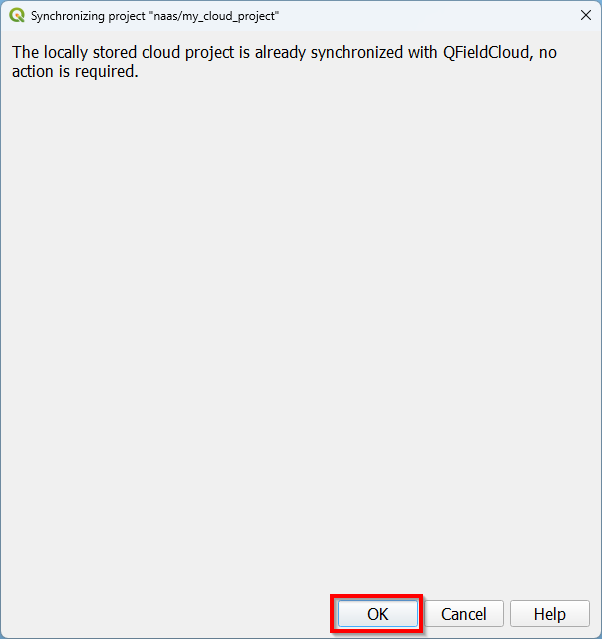 Synchronizing project "naas/my_cloud_project"
The locally stored cloud project is already synchronized with QFieldCloud, no
action is required.
OK Cancel Help